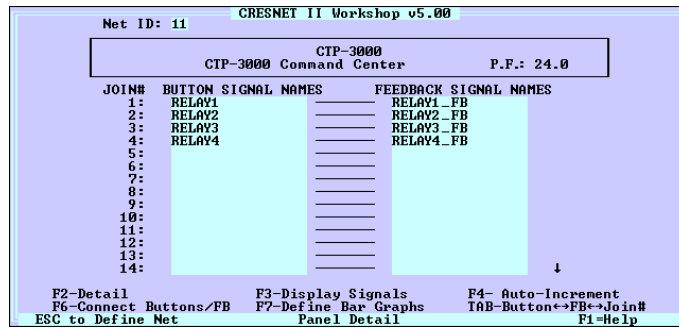 CRESNET II Workshop v5.00
Net ID: 11
CTP-3000
CTP-3000 Command Center P.F.: 24.0
JOIN# BUTTON SIGNAL NAMES FEEDBACK SIGNAL NAMES
1: RELAY1 RELAY1_FB
2: RELAY2 RELAY2_FB
3: RELAY3 RELAY3_FB
4: RELAY4 RELAY4_FB
5:
6:
7:
8:
9:
10:
11:
12:
13:
14: ↓
F2-Detail F3-Display Signals F4- Auto-Increment
F6-Connect Buttons/FB F7-Define Bar Graphs TAB-Button↔FB↔Join#
ESC to Define Net Panel Detail F1=Help